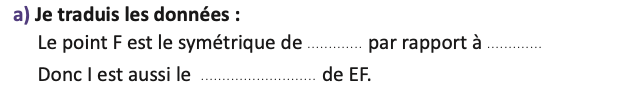 a) Je traduis les données :
Le point F est le symétrique de ............. par rapport à .............
Donc I est aussi le ........................... de EF.